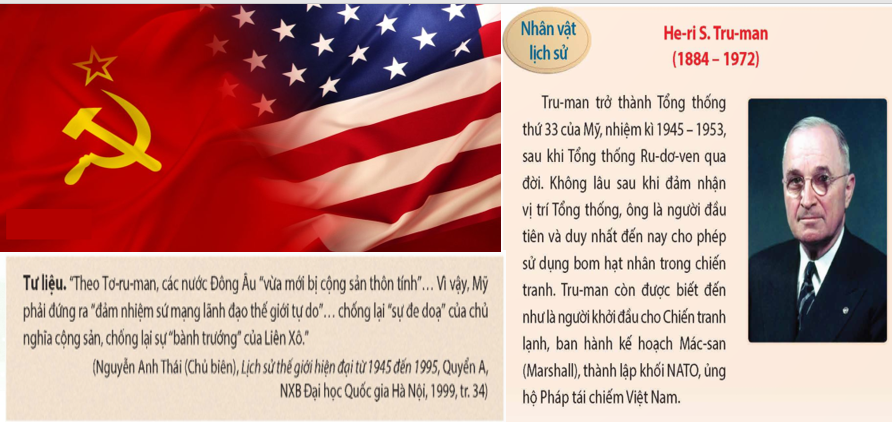 Nhân vật
lịch sử
He-ri S. Tru-man
(1884 – 1972)
Tru-man trở thành Tổng thống
thứ 33 của Mỹ, nhiệm kì 1945 – 1953,
sau khi Tổng thống Ru-dơ-ven qua
đời. Không lâu sau khi đảm nhận
vị trí Tổng thống, ông là người đầu
tiên và duy nhất đến nay cho phép
sử dụng bom hạt nhân trong chiến
tranh. Tru-man còn được biết đến
như là người khởi đầu cho Chiến tranh
lạnh, ban hành kế hoạch Mác-san
(Marshall), thành lập khối NATO, ủng
hộ Pháp tái chiếm Việt Nam.
Tư liệu. “Theo Tơ-ru-man, các nước Đông Âu “vừa mới bị cộng sản thôn tính”... Vì vậy, Mỹ
phải đứng ra “đảm nhiệm sứ mạng lãnh đạo thế giới tự do”... chống lại “sự đe doạ” của chủ
nghĩa cộng sản, chống lại sự “bành trướng” của Liên Xô.”
(Nguyễn Anh Thái (Chủ biên), Lịch sử thế giới hiện đại từ 1945 đến 1995, Quyển A,
NXB Đại học Quốc gia Hà Nội, 1999, tr. 34)